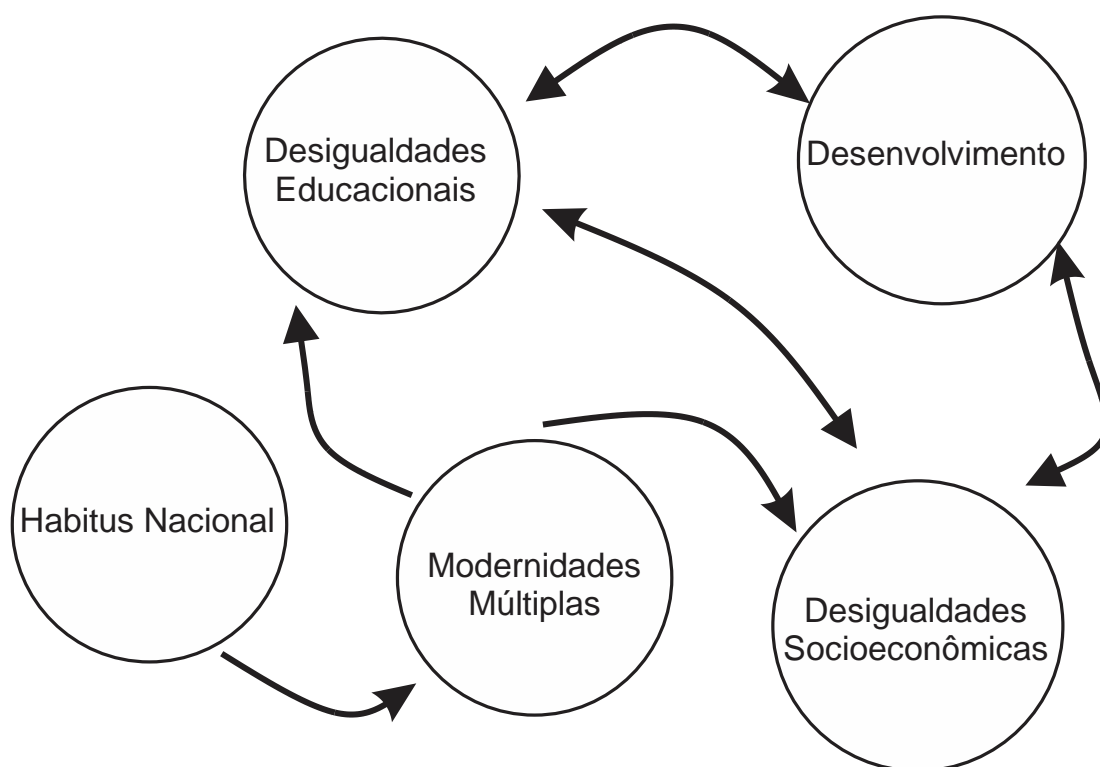 Desigualdades
Educacionais
Desenvolvimento
Habitus Nacional
Modernidades
Múltiplas
Desigualdades
Socioeconômicas